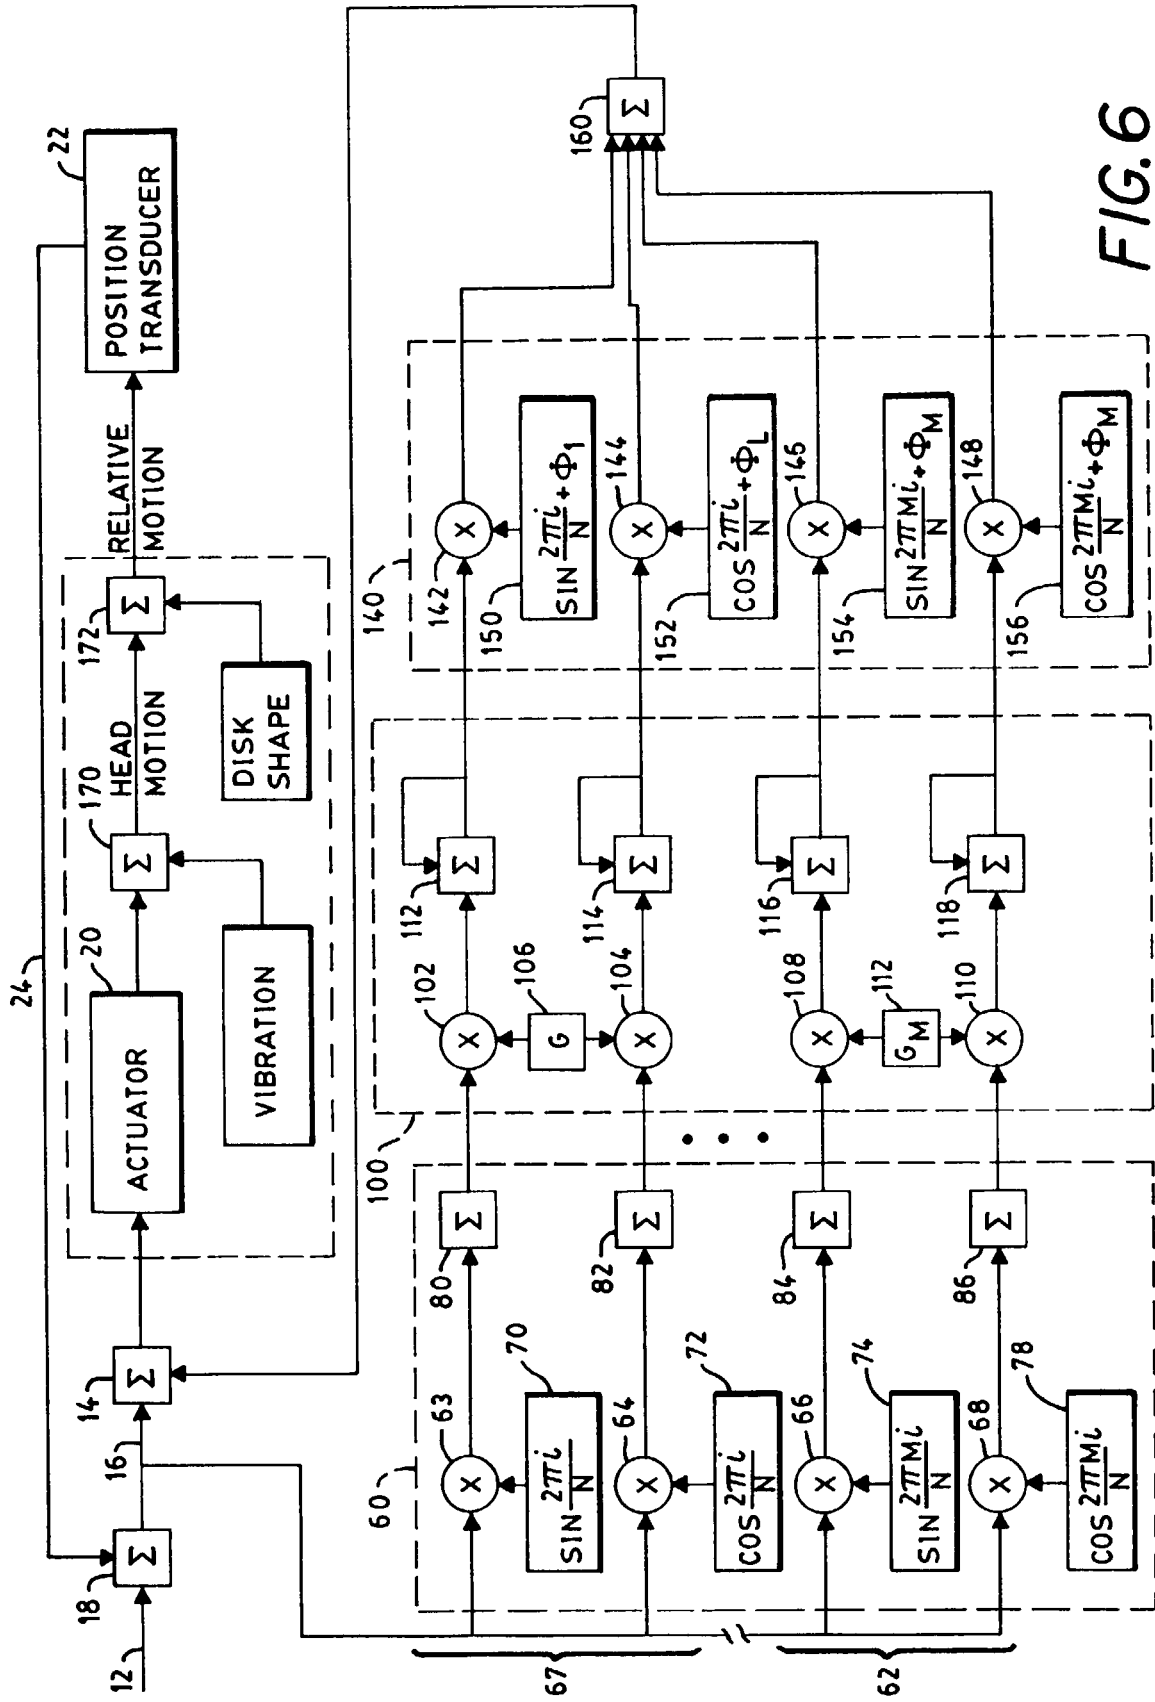 24
22
POSITION
TRANSDUCER
20
170
172
RELATIVE
MOTION
12
18
Σ
16
14
Σ
ACTUATOR
Σ
HEAD
MOTION
Σ
VIBRATION
DISK
SHAPE
60
100
140
160
Σ
67
63
X
80
Σ
102
X
112
Σ
142
X
70
SIN 2πi/N
106
G
150
SIN 2πi/N +Φ1
64
X
82
Σ
104
X
114
Σ
144
X
72
COS 2πi/N
152
COS 2πi/N +ΦL
• • •
62
66
X
84
Σ
108
X
116
Σ
146
X
74
SIN 2πMi/N
112
GM
154
SIN 2πMi/N +ΦM
68
X
86
Σ
110
X
118
Σ
148
X
78
COS 2πMi/N
156
COS 2πMi/N +ΦM
FIG. 6